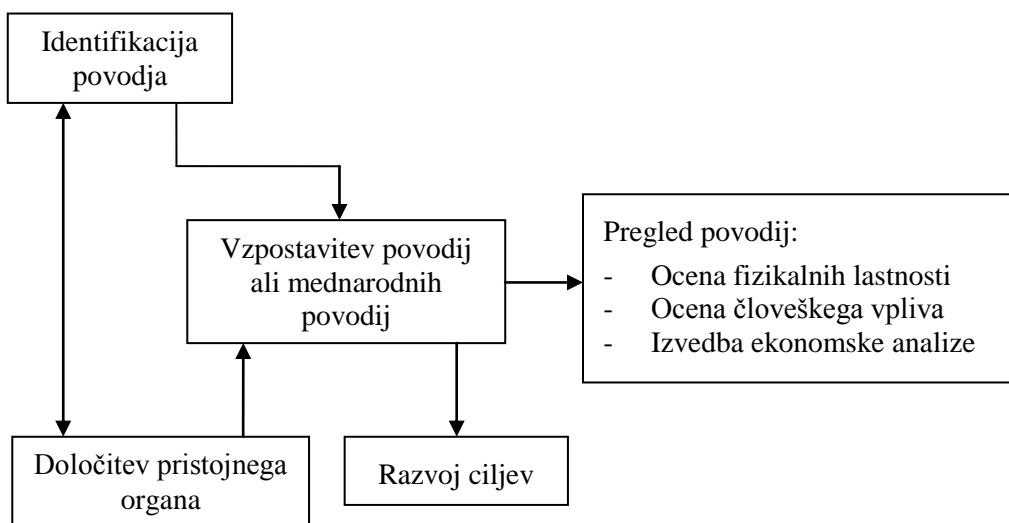 Identifikacija
povodja
Vzpostavitev povodij
ali mednarodnih
povodij
Pregled povodij:
- Ocena fizikalnih lastnosti
- Ocena človeškega vpliva
- Izvedba ekonomske analize
Določitev pristojnega
organa
Razvoj ciljev